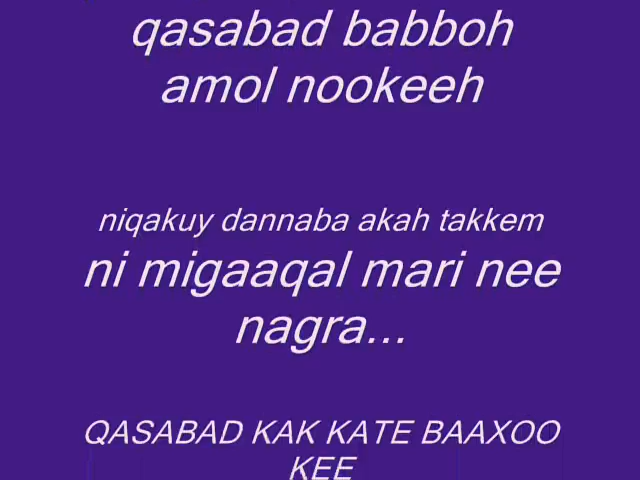 qasabad babboh
amol nookeeh
niqakuy dannaba akah takkem
ni migaaqal mari nee
nagra...
QASABAD KAK KATE BAAXOO
KEE